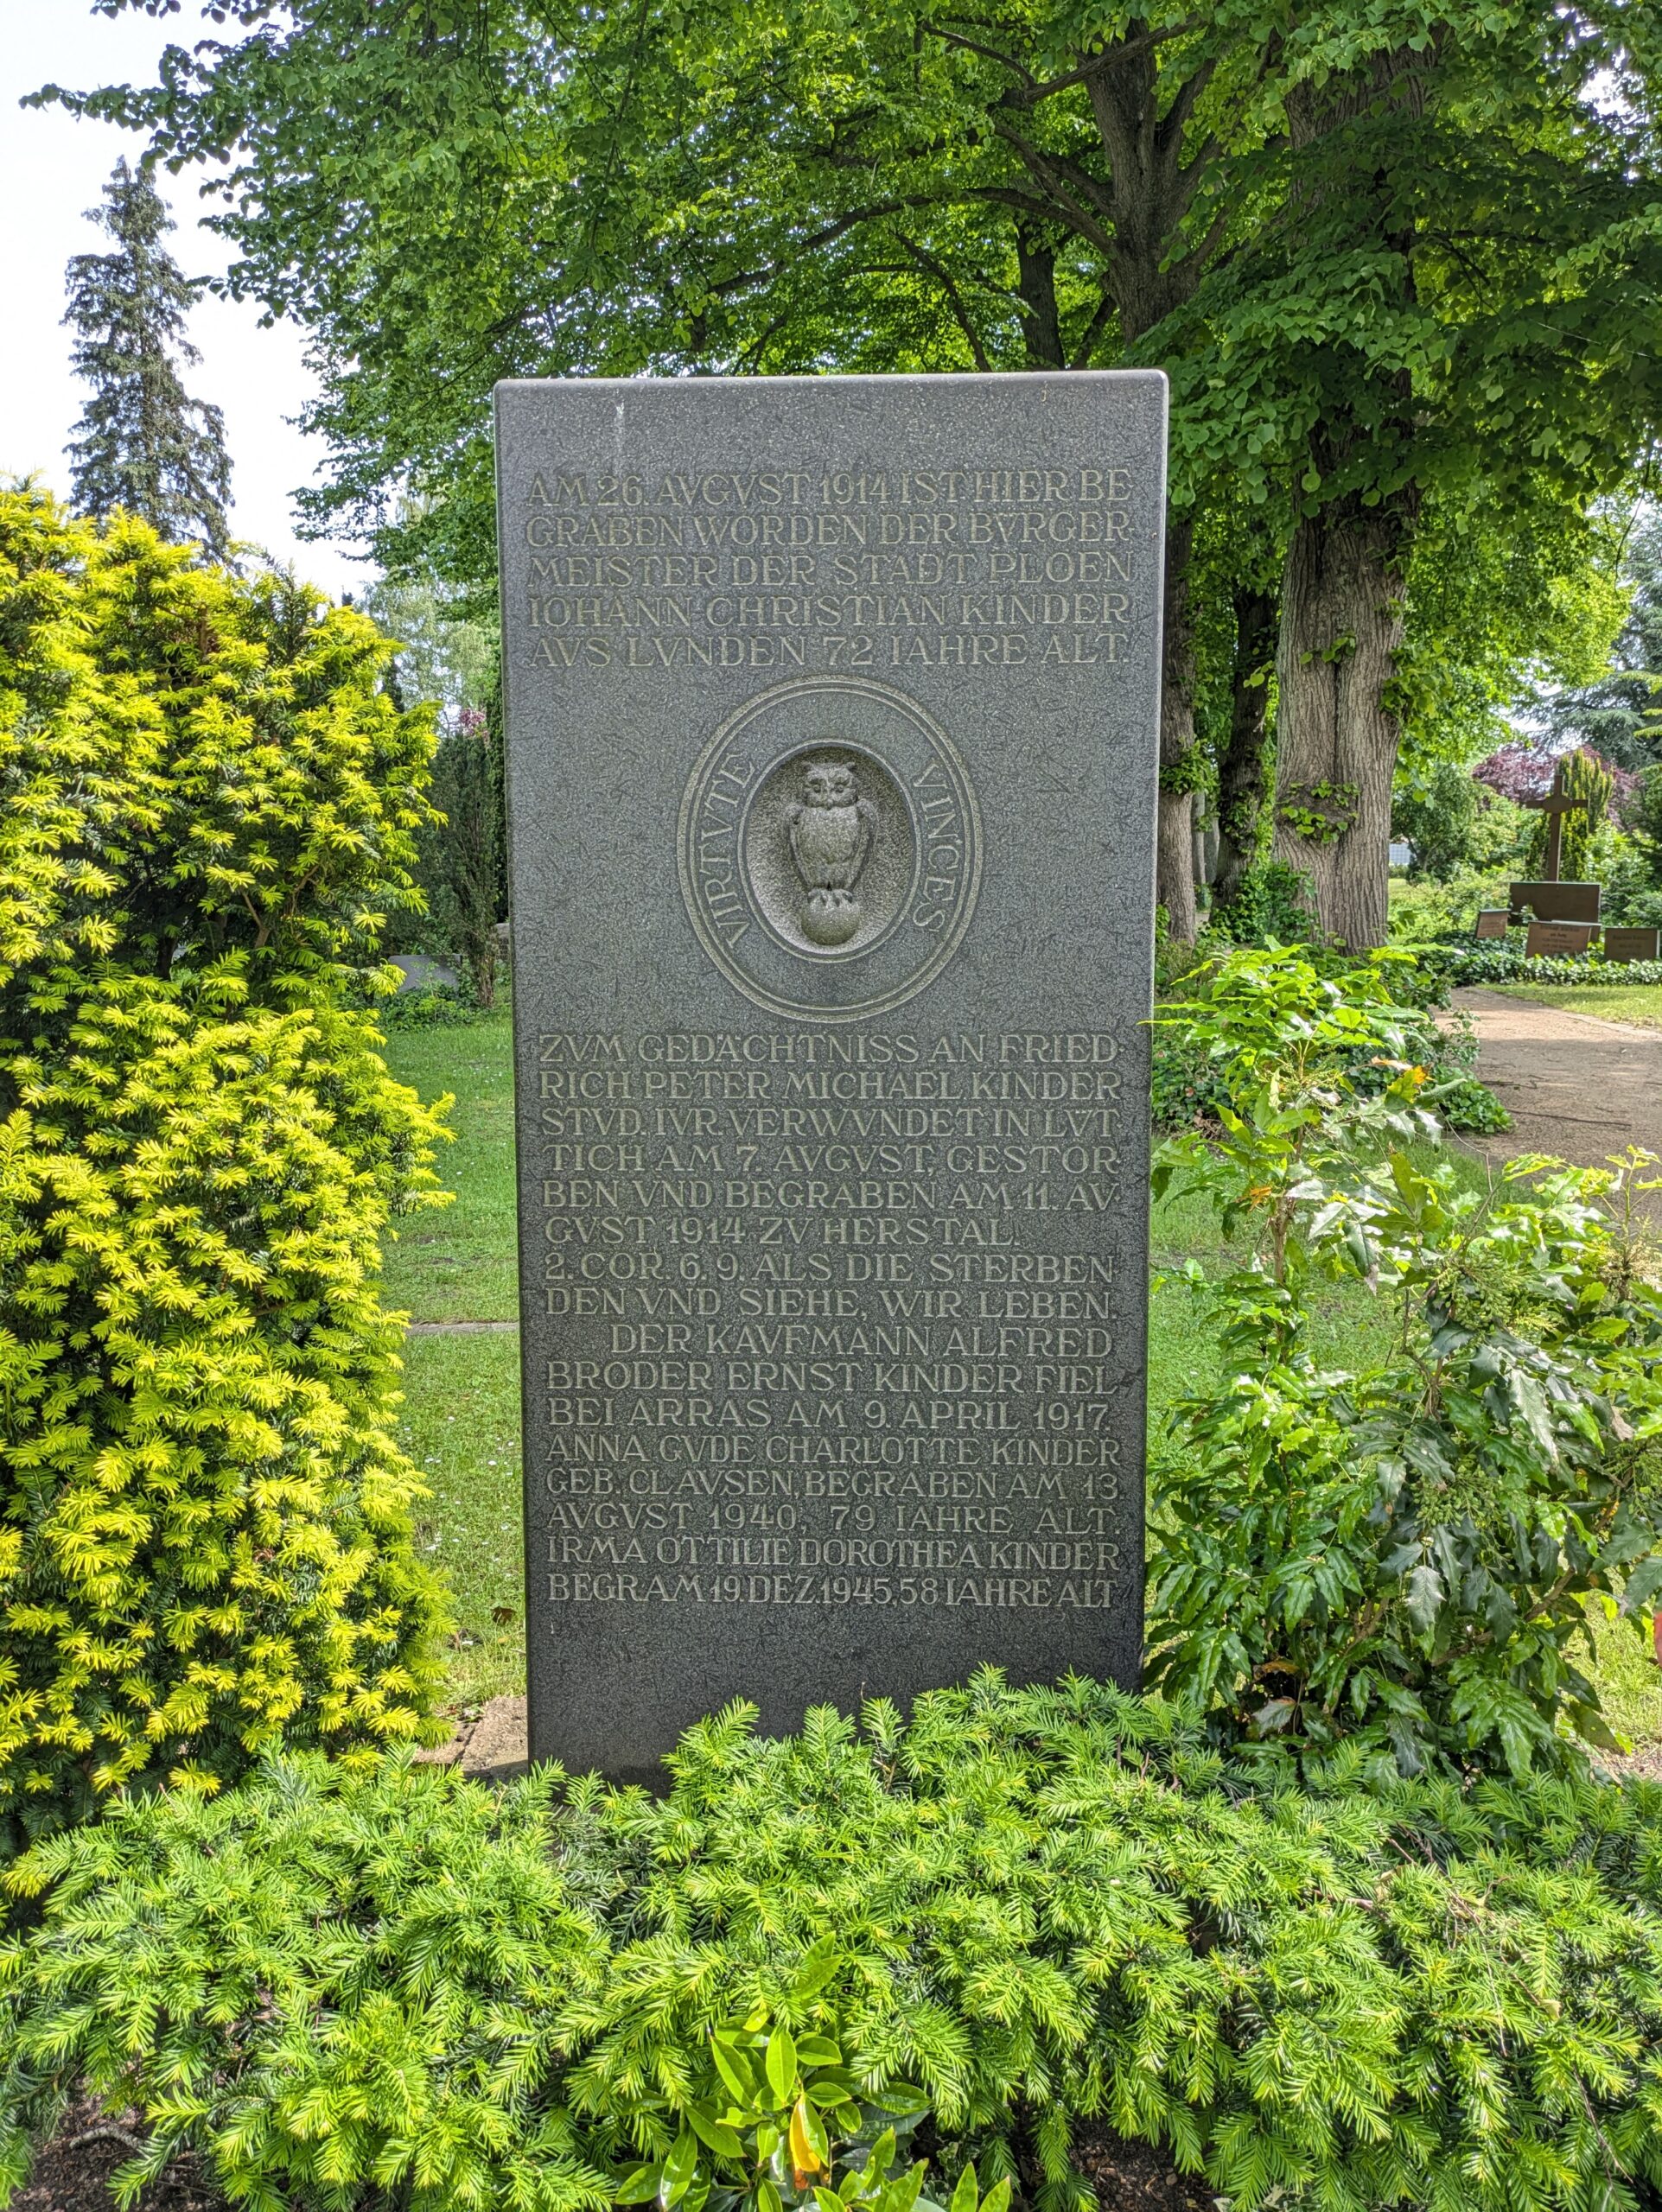 AM 26. AVGVST 1914 IST HIER BE
GRABEN WORDEN DER BÜRGER
MEISTER DER STADT PLOEN
IOHANN CHRISTIAN KINDER
AVS LVNDEN 72 IAHRE ALT.
VIRTVTE VINCES
ZVM GEDÄCHTNISS AN FRIED
RICH PETER MICHAEL KINDER
STVD. IVR. VERWVNDET IN LÜT
TICH AM 7. AVGVST, GESTOR
BEN VND BEGRABEN AM 11. AV
GVST 1914 ZV HERSTAL.
2. COR. 6. 9. ALS DIE STERBEN
DEN VND SIEHE, WIR LEBEN.
DER KAVFMANN ALFRED
BRODER ERNST KINDER FIEL
BEI ARRAS AM 9. APRIL 1917.
ANNA GVDE CHARLOTTE KINDER
GEB. CLAVSEN, BEGRABEN AM 13.
AVGVST 1940, 79 IAHRE ALT.
IRMA OTTILIE DOROTHEA KINDER
BEGR. AM 19. DEZ. 1945, 58 IAHRE ALT